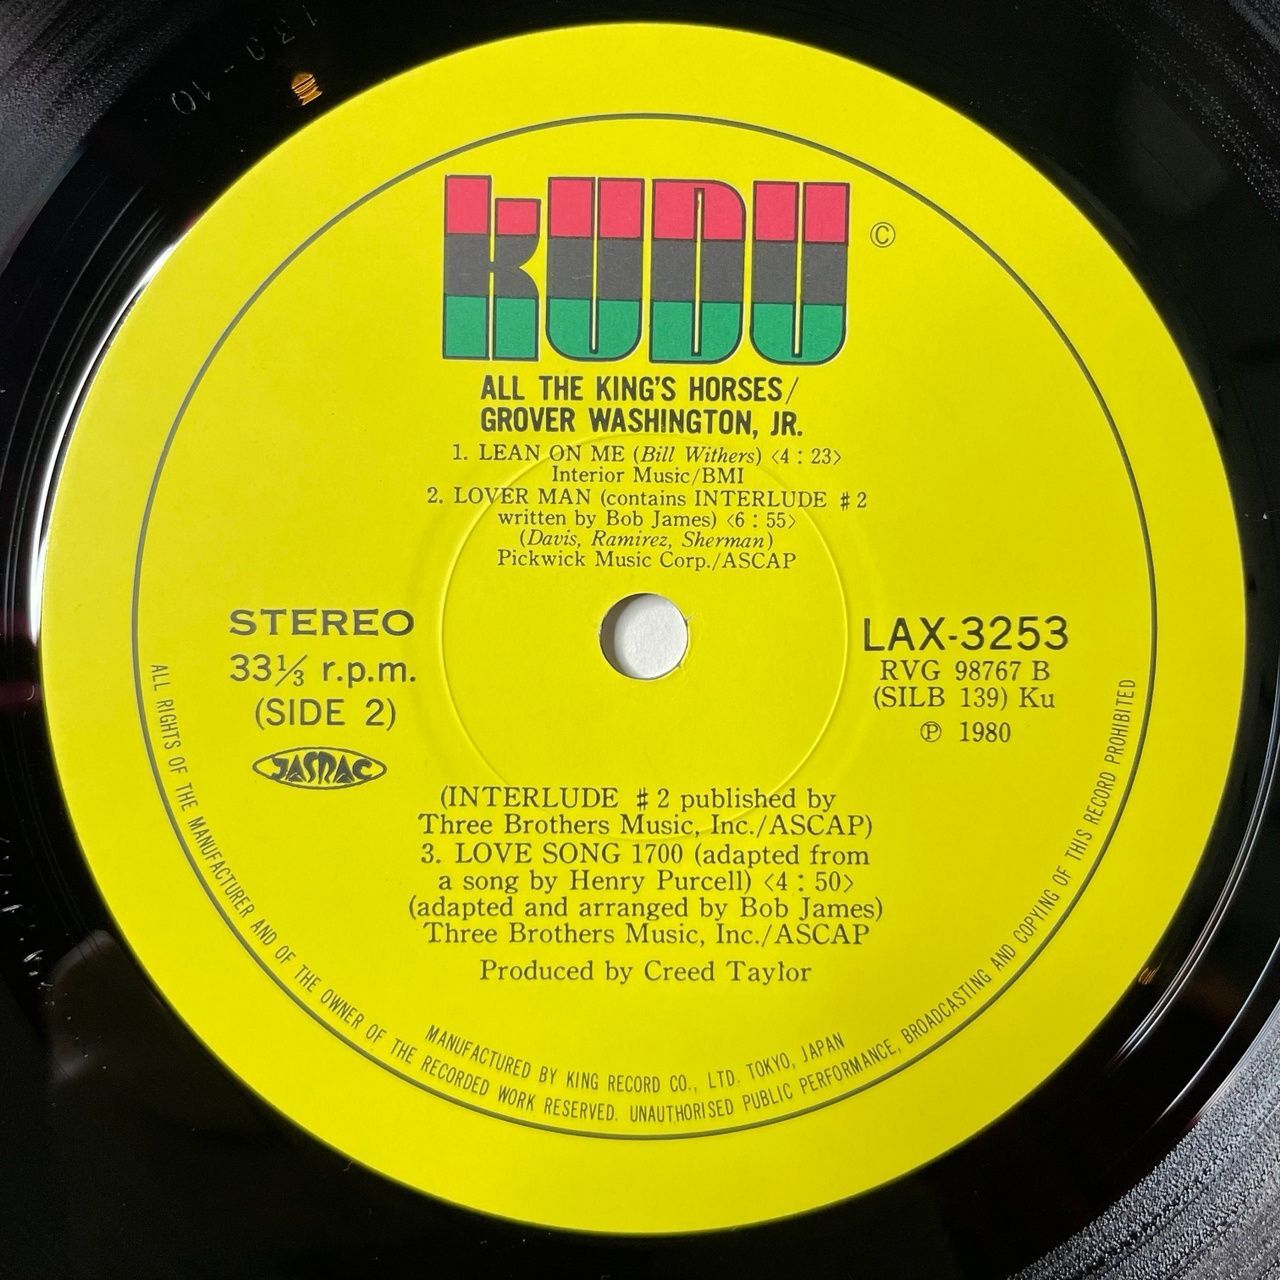 KUDU
©
ALL THE KING'S HORSES/
GROVER WASHINGTON, JR.
1. LEAN ON ME (Bill Withers) ⟨4 : 23⟩
Interior Music/BMI
2. LOVER MAN (contains INTERLUDE ♯2
written by Bob James) ⟨6 : 55⟩
(Davis, Ramirez, Sherman)
Pickwick Music Corp./ASCAP
STEREO
33⅓ r.p.m.
(SIDE 2)
JASRAC
LAX-3253
RVG 98767 B
(SILB 139) Ku
Ⓟ 1980
(INTERLUDE ♯2 published by
Three Brothers Music, Inc./ASCAP)
3. LOVE SONG 1700 (adapted from
a song by Henry Purcell) ⟨4 : 50⟩
(adapted and arranged by Bob James)
Three Brothers Music, Inc./ASCAP
Produced by Creed Taylor
MANUFACTURED BY KING RECORD CO., LTD. TOKYO, JAPAN
ALL RIGHTS OF THE MANUFACTURER AND OF THE OWNER OF THE RECORDED WORK RESERVED. UNAUTHORISED PUBLIC PERFORMANCE, BROADCASTING AND COPYING OF THIS RECORD PROHIBITED